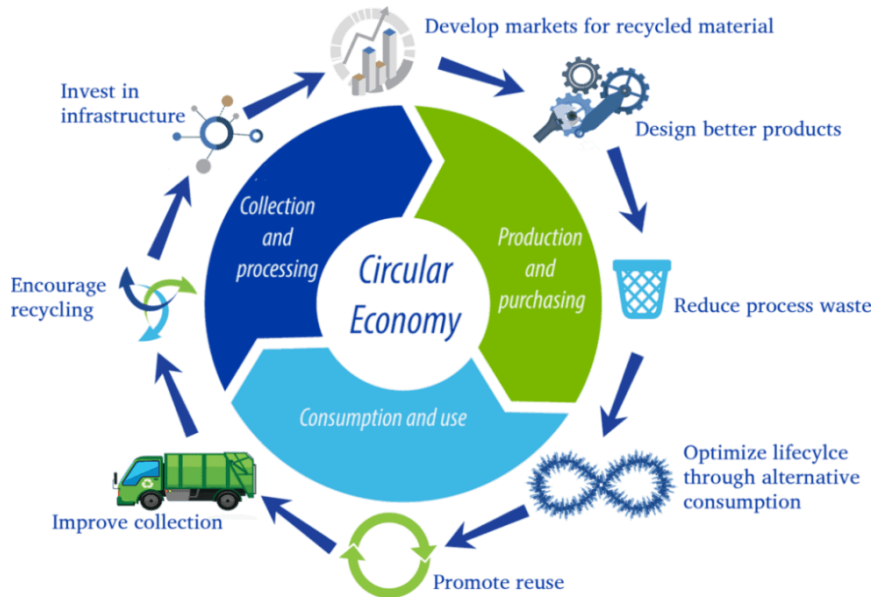 Develop markets for recycled material
Invest in
infrastructure
Design better products
Collection
and
processing
Production
and
purchasing
Circular
Economy
Encourage
recycling
Reduce process waste
Consumption and use
Optimize lifecylce
through alternative
consumption
Improve collection
Promote reuse